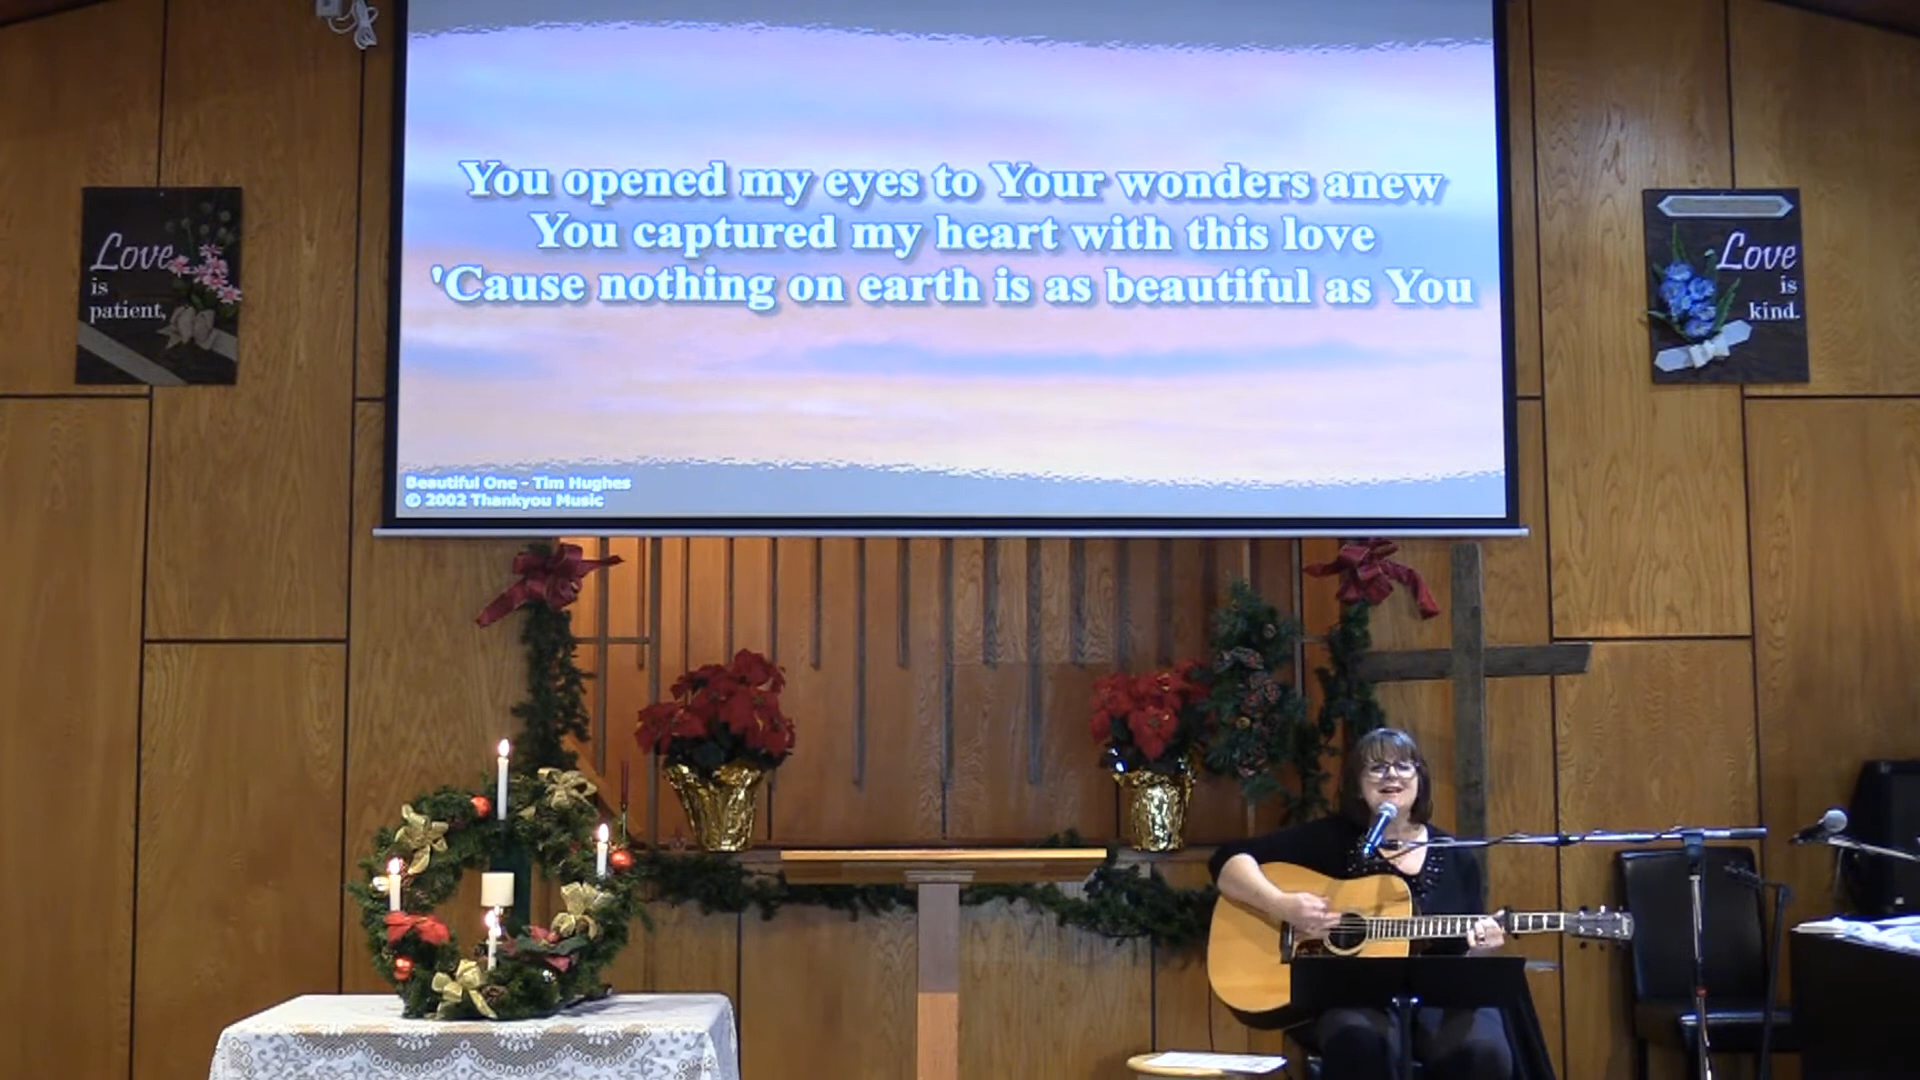 You opened my eyes to Your wonders anew
You captured my heart with this love
'Cause nothing on earth is as beautiful as You
Beautiful One - Tim Hughes
© 2002 Thankyou Music
Love
is
patient,
Love
is
kind.